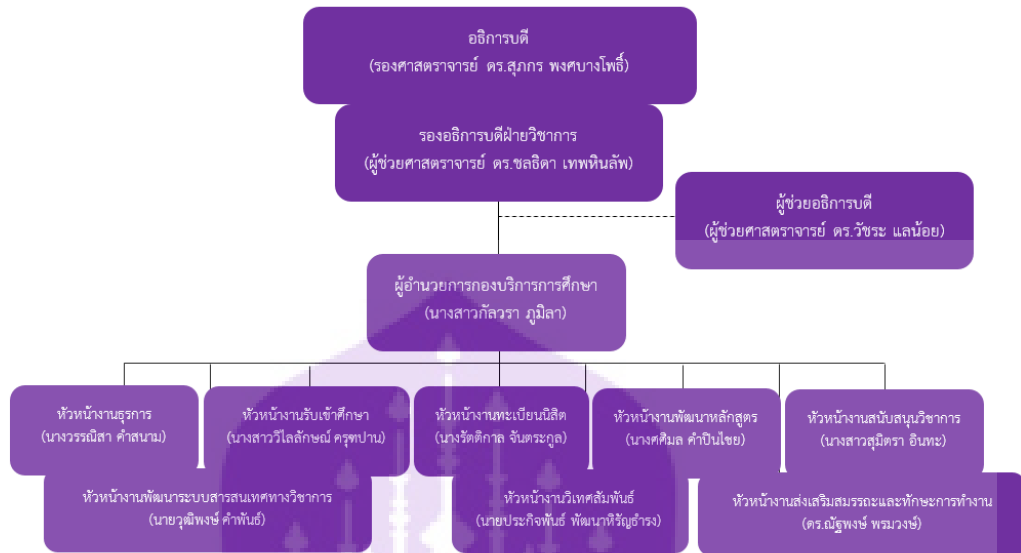 อธิการบดี
(รองศาสตราจารย์ ดร.สุภกร พงศบางโพธิ์)
รองอธิการบดีฝ่ายวิชาการ
(ผู้ช่วยศาสตราจารย์ ดร.ชลธิดา เทพหินลัพ)
ผู้ช่วยอธิการบดี
(ผู้ช่วยศาสตราจารย์ ดร.วัชระ แลน้อย)
ผู้อำนวยการกองบริการการศึกษา
(นางสาวกัลวรา ภูมิลา)
หัวหน้างานธุรการ
(นางวรรณิสา คำสนาม)
หัวหน้างานรับเข้าศึกษา
(นางสาววิไลลักษณ์ ครุฑปาน)
หัวหน้างานทะเบียนนิสิต
(นางรัตติกาล จันตระกูล)
หัวหน้างานพัฒนาหลักสูตร
(นางศศิมล คำปินไชย)
หัวหน้างานสนับสนุนวิชาการ
(นางสาวสุมิตรา อินทะ)
หัวหน้างานพัฒนาระบบสารสนเทศทางวิชาการ
(นายวุฒิพงษ์ คำพันธ์)
หัวหน้างานวิเทศสัมพันธ์
(นายประกิจพันธ์ พัฒนาหิรัญธำรง)
หัวหน้างานส่งเสริมสมรรถะและทักษะการทำงาน
(ดร.ณัฐพงษ์ พรมวงษ์)